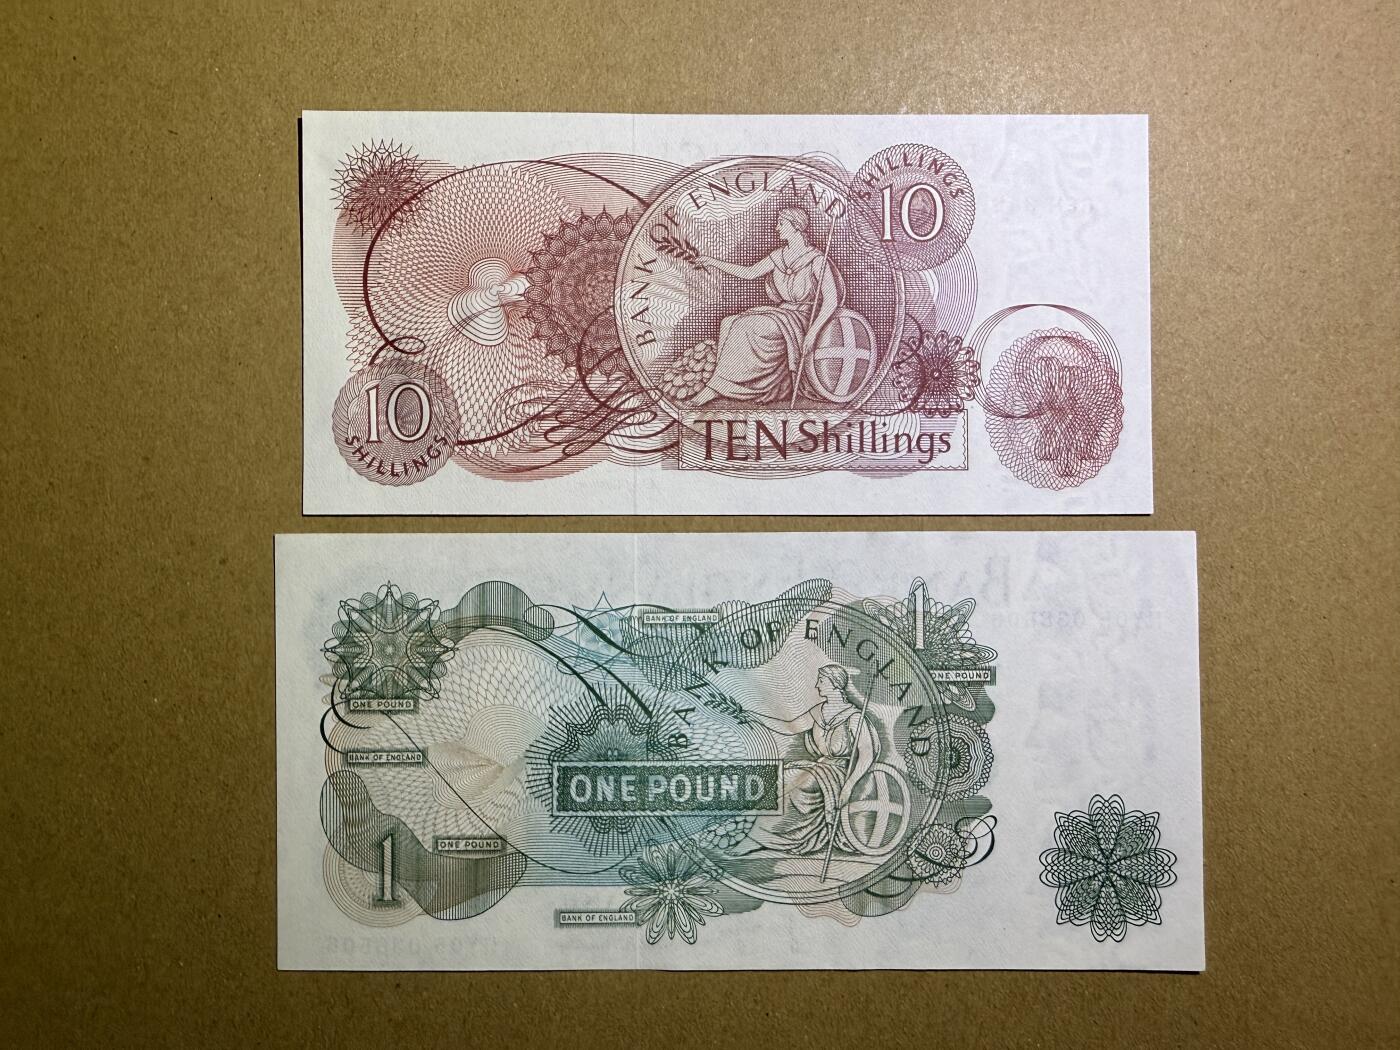 BANK OF ENGLAND
SHILLINGS
10
10
SHILLINGS
TEN Shillings
BANK OF ENGLAND
BANK OF ENGLAND
1
ONE POUND
ONE POUND
BANK OF ENGLAND
ONE POUND
1
ONE POUND
BANK OF ENGLAND